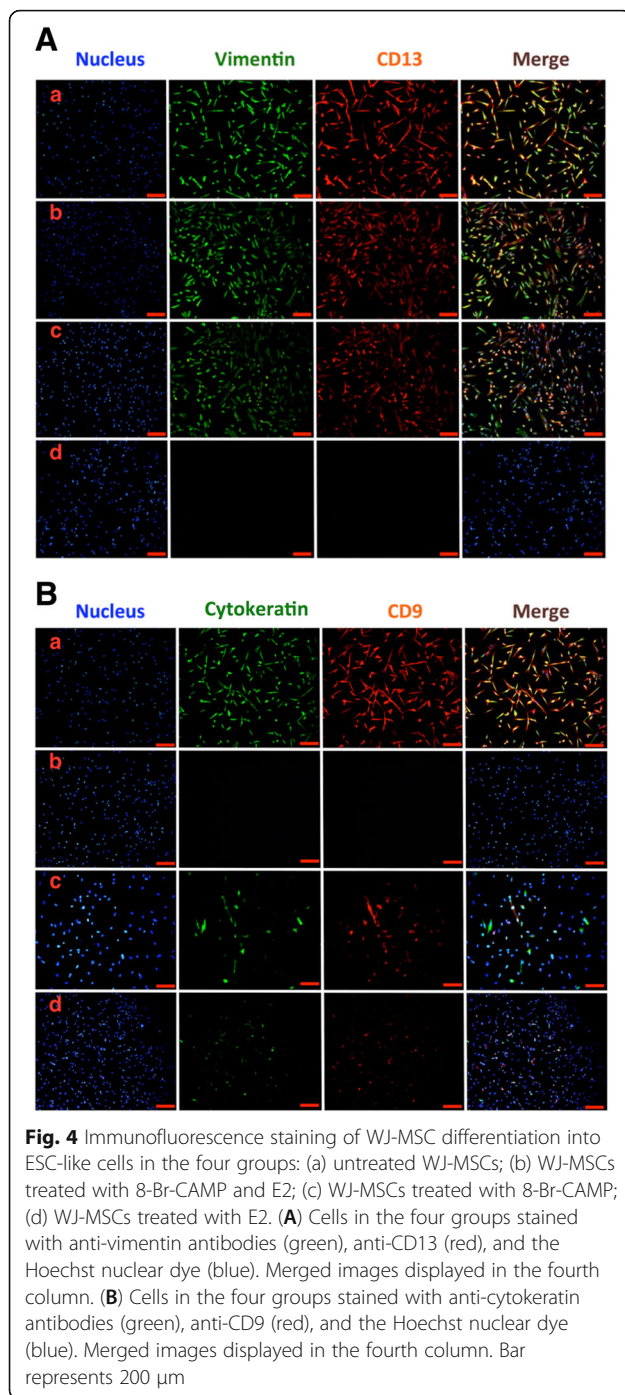 A
Nucleus Vimentin CD13 Merge
a
b
c
d
B
Nucleus Cytokeratin CD9 Merge
a
b
c
d
Fig. 4 Immunofluorescence staining of WJ-MSC differentiation into
ESC-like cells in the four groups: (a) untreated WJ-MSCs; (b) WJ-MSCs
treated with 8-Br-CAMP and E2; (c) WJ-MSCs treated with 8-Br-CAMP;
(d) WJ-MSCs treated with E2. (A) Cells in the four groups stained
with anti-vimentin antibodies (green), anti-CD13 (red), and the
Hoechst nuclear dye (blue). Merged images displayed in the fourth
column. (B) Cells in the four groups stained with anti-cytokeratin
antibodies (green), anti-CD9 (red), and the Hoechst nuclear dye
(blue). Merged images displayed in the fourth column. Bar
represents 200 μm